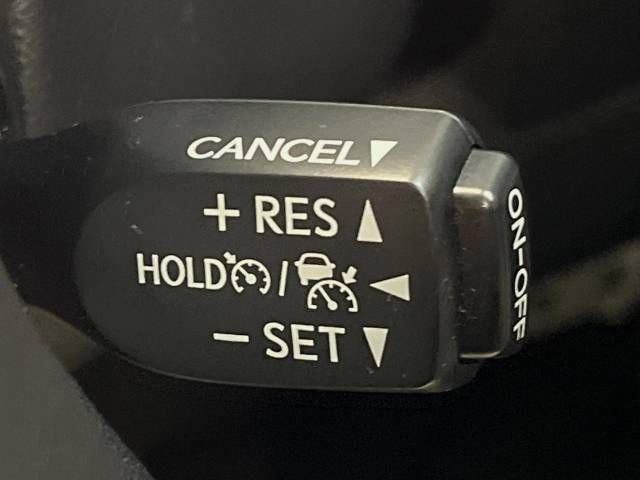 CANCEL▼
+ RES ▲
HOLD / ◀
− SET ▼
ON-OFF